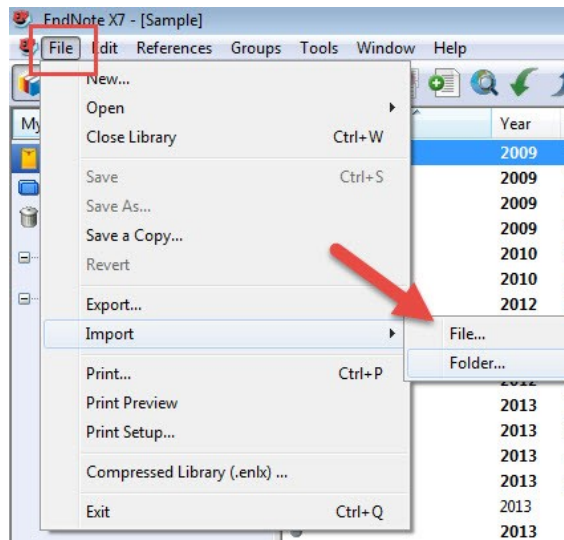 EndNote X7 - [Sample]
File Edit References Groups Tools Window Help
New...
Open
Close Library Ctrl+W
Save Ctrl+S
Save As...
Save a Copy...
Revert
Export...
Import
Print... Ctrl+P
Print Preview
Print Setup...
Compressed Library (.enlx) ...
Exit Ctrl+Q
File...
Folder...
My
Year
2009
2009
2009
2009
2010
2010
2012
2013
2013
2013
2013
2013
2013